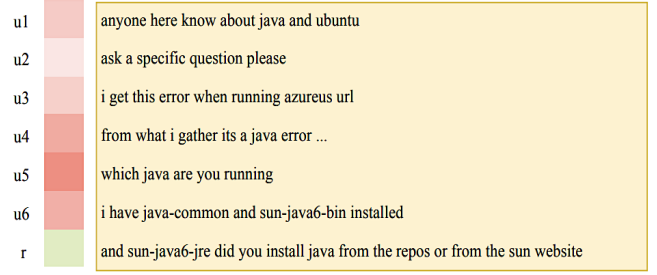 u1 anyone here know about java and ubuntu
u2 ask a specific question please
u3 i get this error when running azureus url
u4 from what i gather its a java error ...
u5 which java are you running
u6 i have java-common and sun-java6-bin installed
r and sun-java6-jre did you install java from the repos or from the sun website